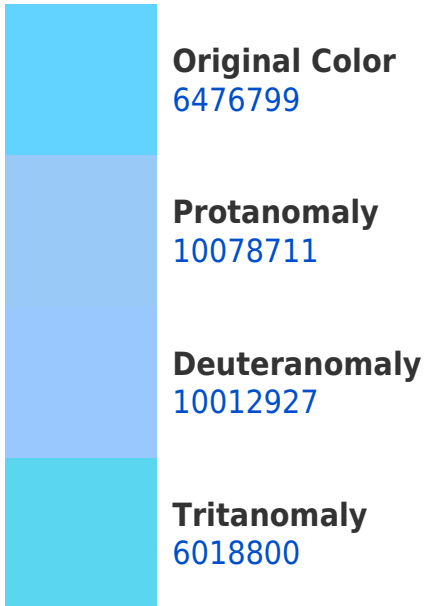 Original Color
6476799
Protanomaly
10078711
Deuteranomaly
10012927
Tritanomaly
6018800